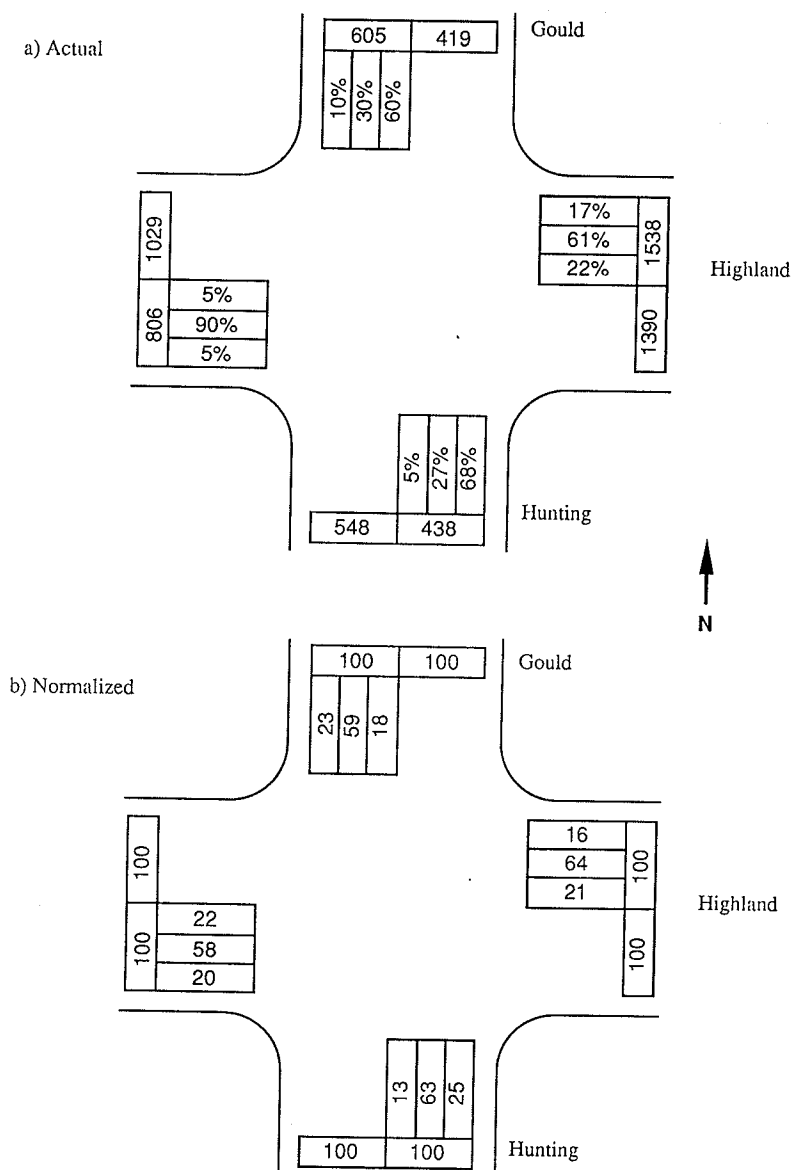 a) Actual
605 419
Gould
10% 30% 60%
1029
17%
61%
22%
1538
Highland
806
5%
90%
5%
1390
5% 27% 68%
548 438
Hunting
N
b) Normalized
100 100
Gould
23 59 18
100
16
64
21
100
Highland
100
22
58
20
100
13 63 25
100 100
Hunting